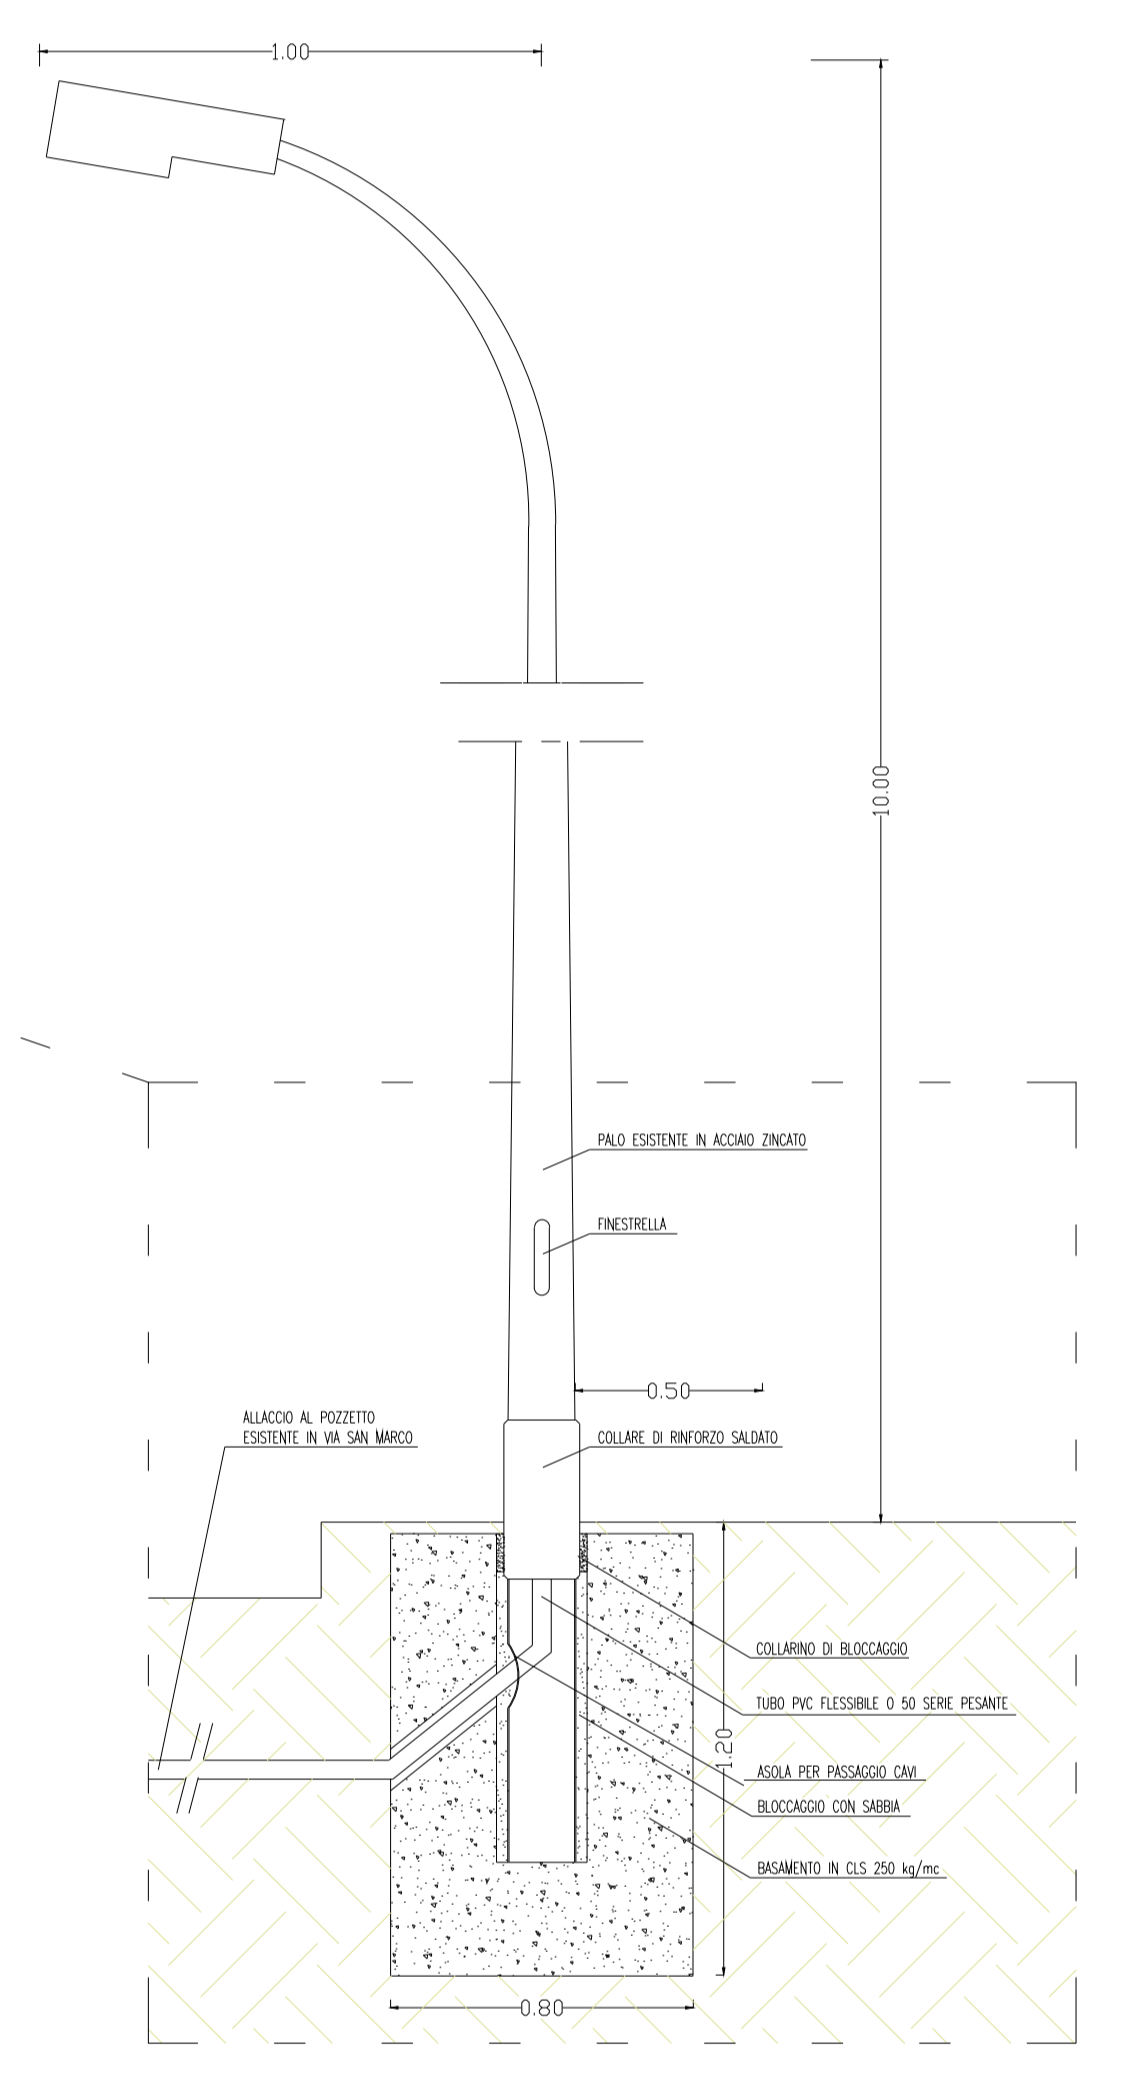 1.00
10.00
PALO ESISTENTE IN ACCIAIO ZINCATO
FINESTRELLA
0.50
ALLACCIO AL POZZETTO
ESISTENTE IN VIA SAN MARCO
COLLARE DI RINFORZO SALDATO
COLLARINO DI BLOCCAGGIO
TUBO PVC FLESSIBILE O 50 SERIE PESANTE
1.20
ASOLA PER PASSAGGIO CAVI
BLOCCAGGIO CON SABBIA
BASAMENTO IN CLS 250 kg/mc
0.80